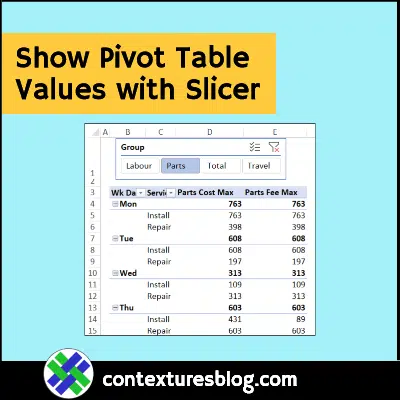 Show Pivot Table
Values with Slicer
A B C D E
Group
Labour Parts Total Travel
1
2
3 Wk Da Servic Parts Cost Max Parts Fee Max
4 Mon 763 763
5 Install 763 763
6 Repair 398 398
7 Tue 608 608
8 Install 608 608
9 Repair 197 197
10 Wed 313 313
11 Install 109 109
12 Repair 313 313
13 Thu 603 603
14 Install 431 89
15 Repair 603 603
contexturesblog.com